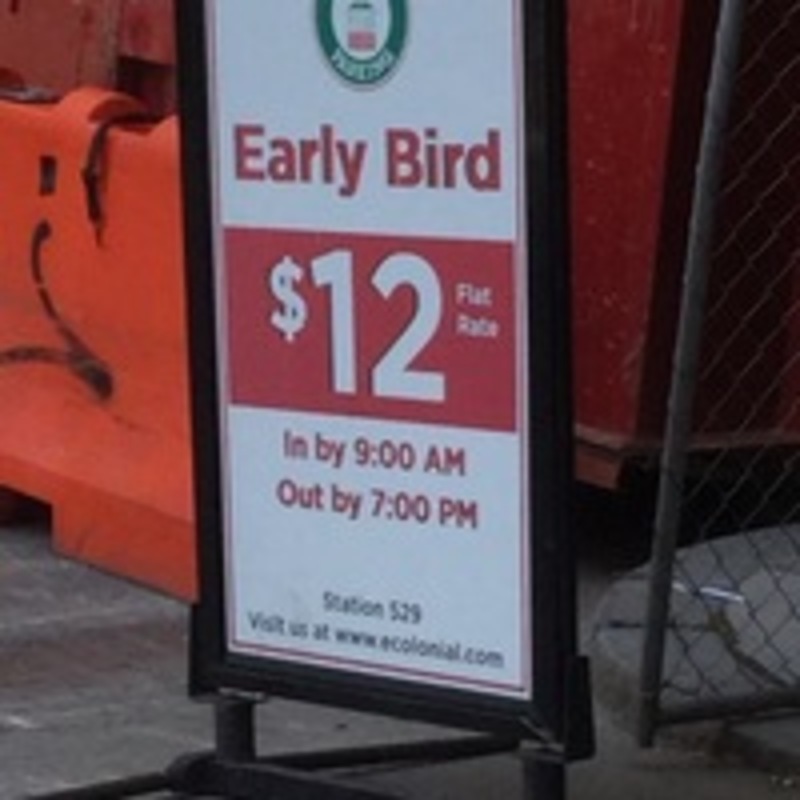 Early Bird
$12 Flat Rate
In by 9:00 AM
Out by 7:00 PM
Station 529
Visit us at www.ecolonial.com